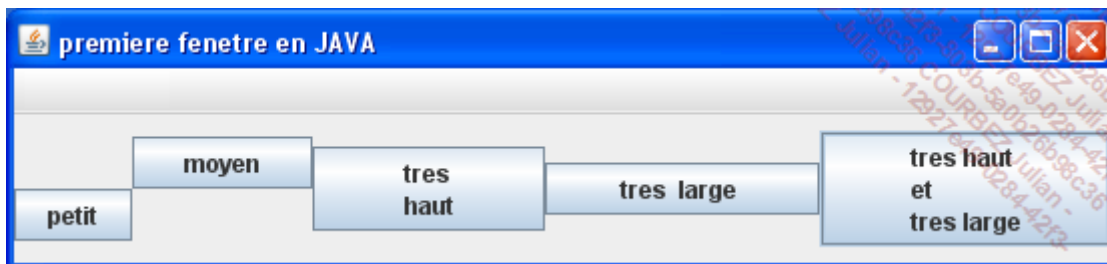 premiere fenetre en JAVA
petit
moyen
tres
haut
tres large
tres haut
et
tres large